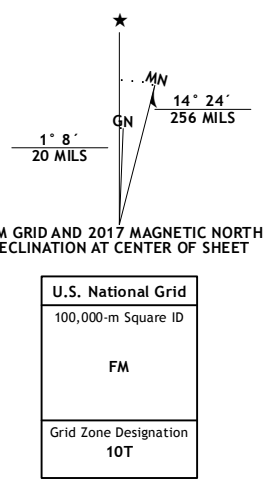 ★
MN
GN
1° 8´
20 MILS
14° 24´
256 MILS
M GRID AND 2017 MAGNETIC NORTH
ECLINATION AT CENTER OF SHEET
U.S. National Grid
100,000-m Square ID
FM
Grid Zone Designation
10T